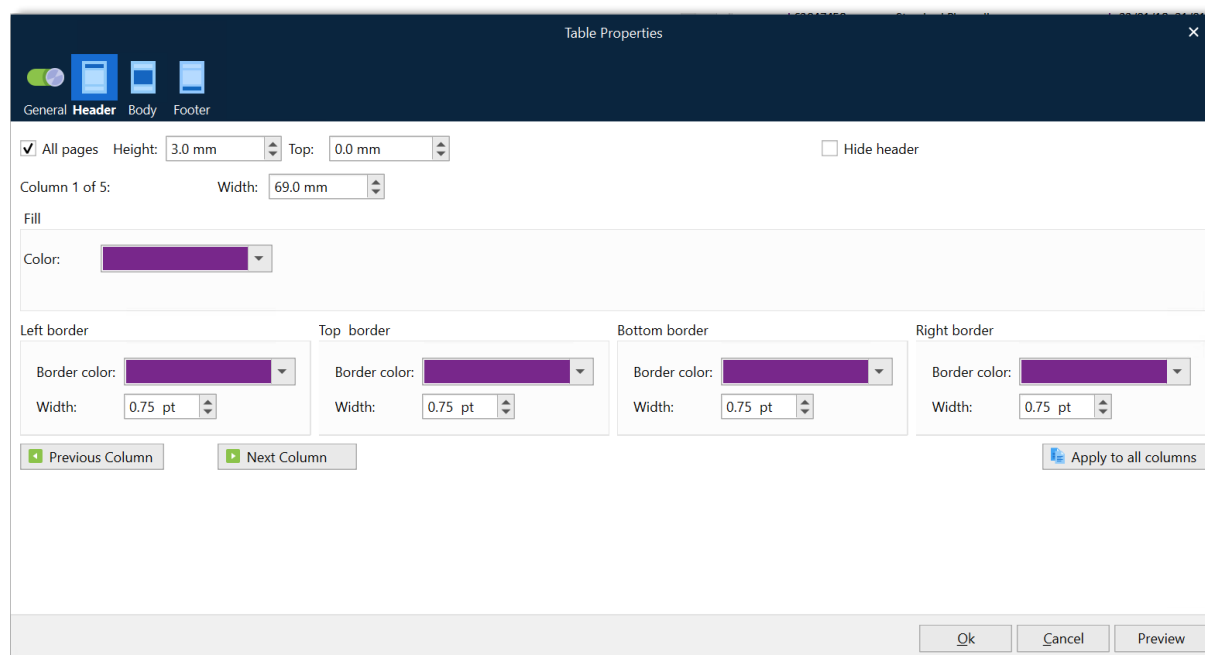 Table Properties
General Header Body Footer
All pages Height: 3.0 mm Top: 0.0 mm Hide header
Column 1 of 5: Width: 69.0 mm
Fill
Color:
Left border Top border Bottom border Right border
Border color: Border color: Border color: Border color:
Width: 0.75 pt Width: 0.75 pt Width: 0.75 pt Width: 0.75 pt
Previous Column Next Column Apply to all columns
Ok Cancel Preview